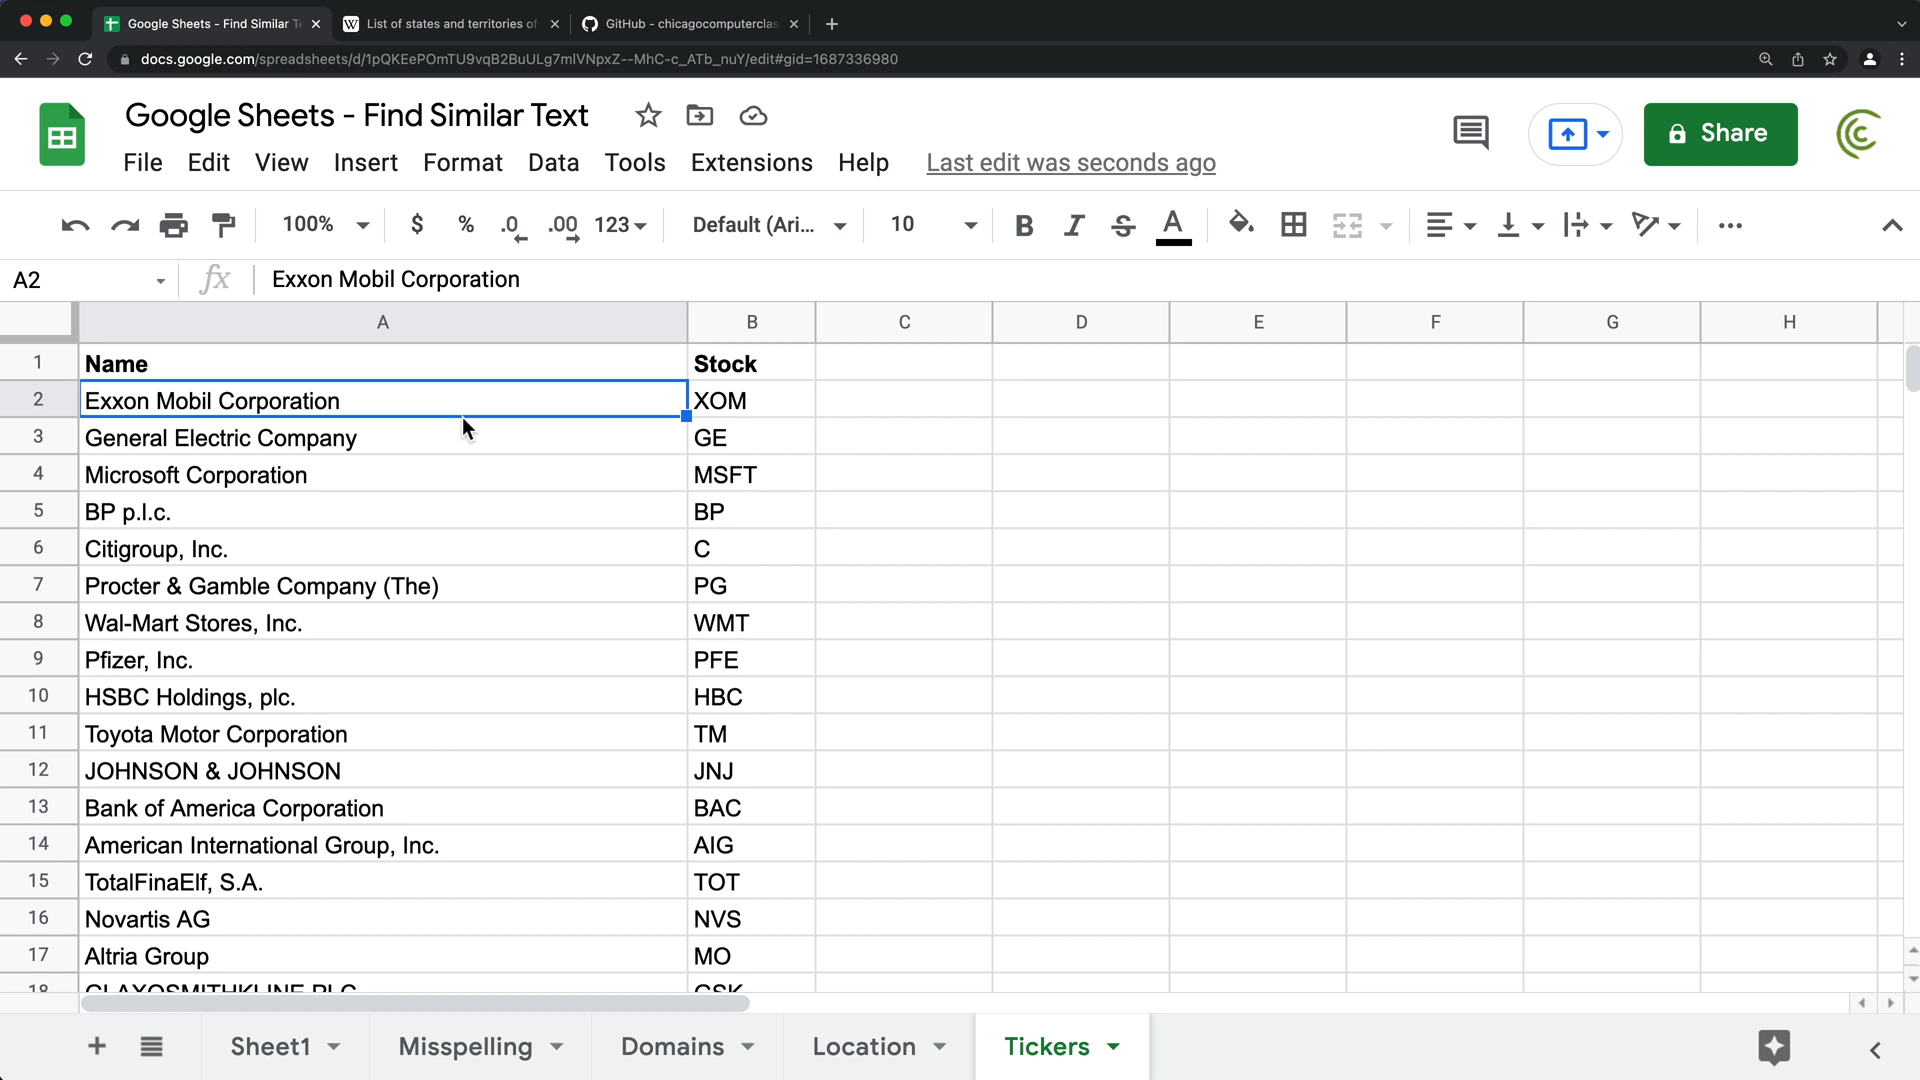 Google Sheets - Find Similar Te
List of states and territories of
GitHub - chicagocomputerclas
docs.google.com/spreadsheets/d/1pQKEePOmTU9vqB2BuULg7mlVNpxZ--MhC-c_ATb_nuY/edit#gid=1687336980
Google Sheets - Find Similar Text
File Edit View Insert Format Data Tools Extensions Help Last edit was seconds ago
Share
100% $ % .0 .00 123 Default (Ari... 10 B I S A
A2 fx Exxon Mobil Corporation
A B C D E F G H
1 Name Stock
2 Exxon Mobil Corporation XOM
3 General Electric Company GE
4 Microsoft Corporation MSFT
5 BP p.l.c. BP
6 Citigroup, Inc. C
7 Procter & Gamble Company (The) PG
8 Wal-Mart Stores, Inc. WMT
9 Pfizer, Inc. PFE
10 HSBC Holdings, plc. HBC
11 Toyota Motor Corporation TM
12 JOHNSON & JOHNSON JNJ
13 Bank of America Corporation BAC
14 American International Group, Inc. AIG
15 TotalFinaElf, S.A. TOT
16 Novartis AG NVS
17 Altria Group MO
18 GLAXOSMITHKLINE PLC GSK
Sheet1 Misspelling Domains Location Tickers